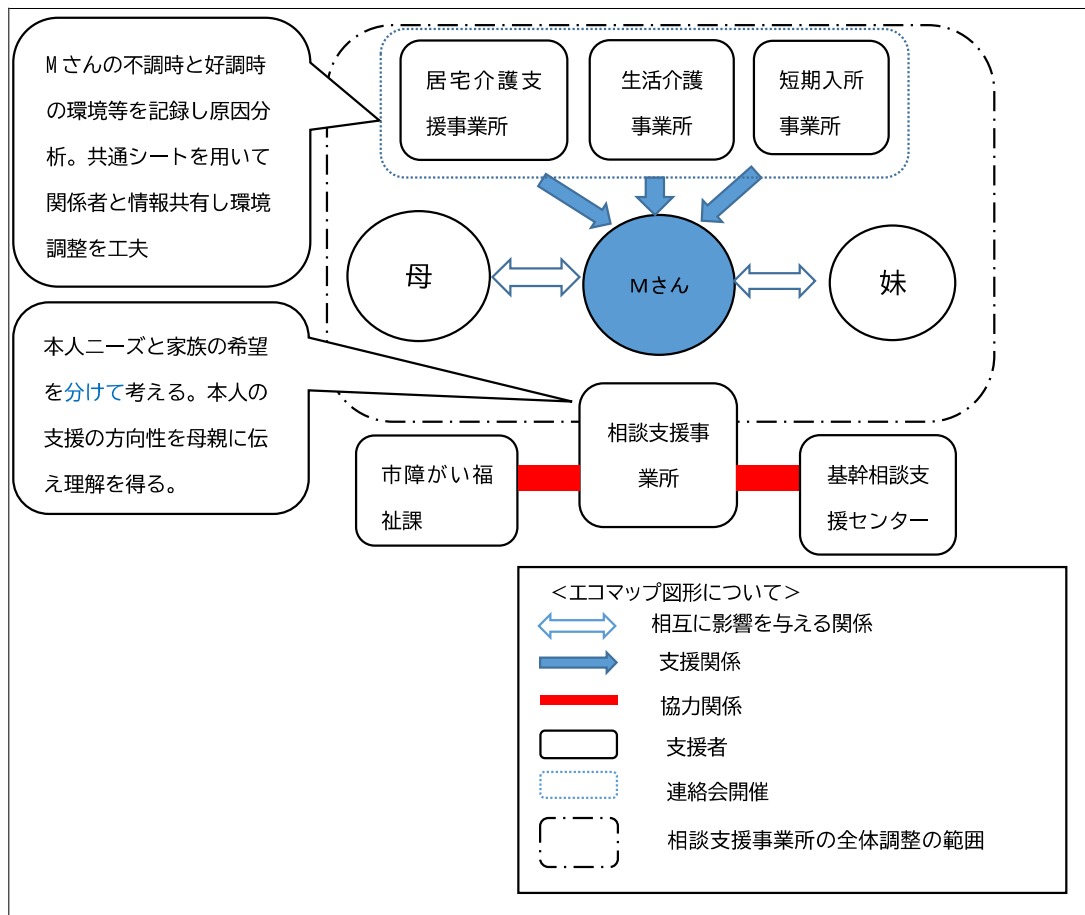 Mさんの不調時と好調時
の環境等を記録し原因分
析。共通シートを用いて
関係者と情報共有し環境
調整を工夫
居宅介護支
援事業所
生活介護
事業所
短期入所
事業所
母
Mさん
妹
本人ニーズと家族の希望
を分けて考える。本人の
支援の方向性を母親に伝
え理解を得る。
相談支援事
業所
市障がい福
祉課
基幹相談支
援センター
＜エコマップ図形について＞
相互に影響を与える関係
支援関係
協力関係
支援者
連絡会開催
相談支援事業所の全体調整の範囲